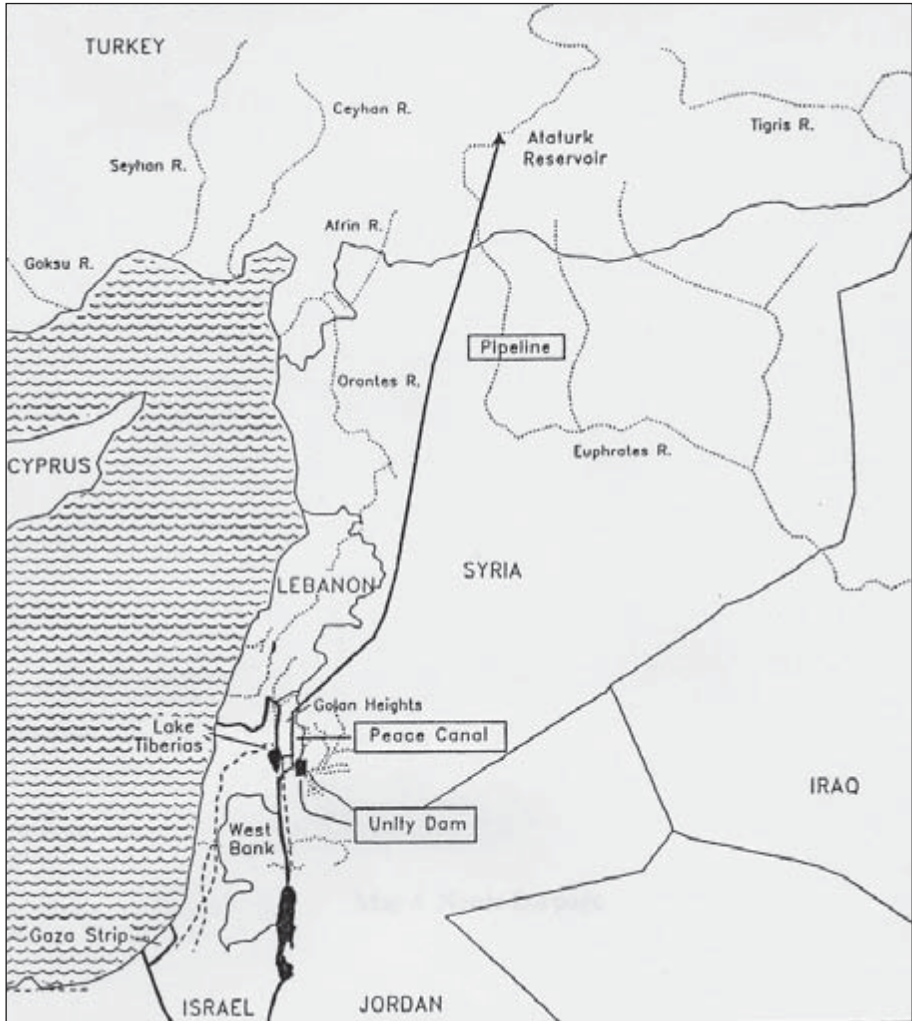 TURKEY
Ceyhan R.
Tigris R.
Ataturk
Reservoir
Seyhan R.
Afrin R.
Goksu R.
Pipeline
Orontes R.
Euphrates R.
CYPRUS
SYRIA
LEBANON
Golan Heights
Lake
Tiberias
Peace Canal
IRAQ
Unity Dam
West
Bank
Gaza Strip
ISRAEL
JORDAN